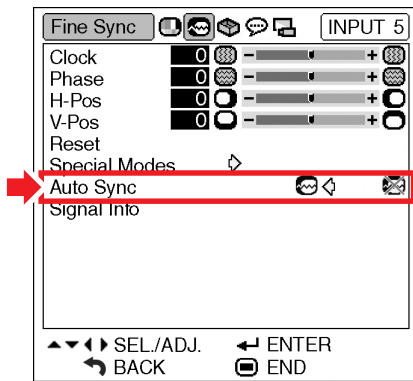 Fine Sync INPUT 5
Clock 0 - +
Phase 0 - +
H-Pos 0 - +
V-Pos 0 - +
Reset
Special Modes
Auto Sync
Signal Info
SEL./ADJ. ENTER
BACK END